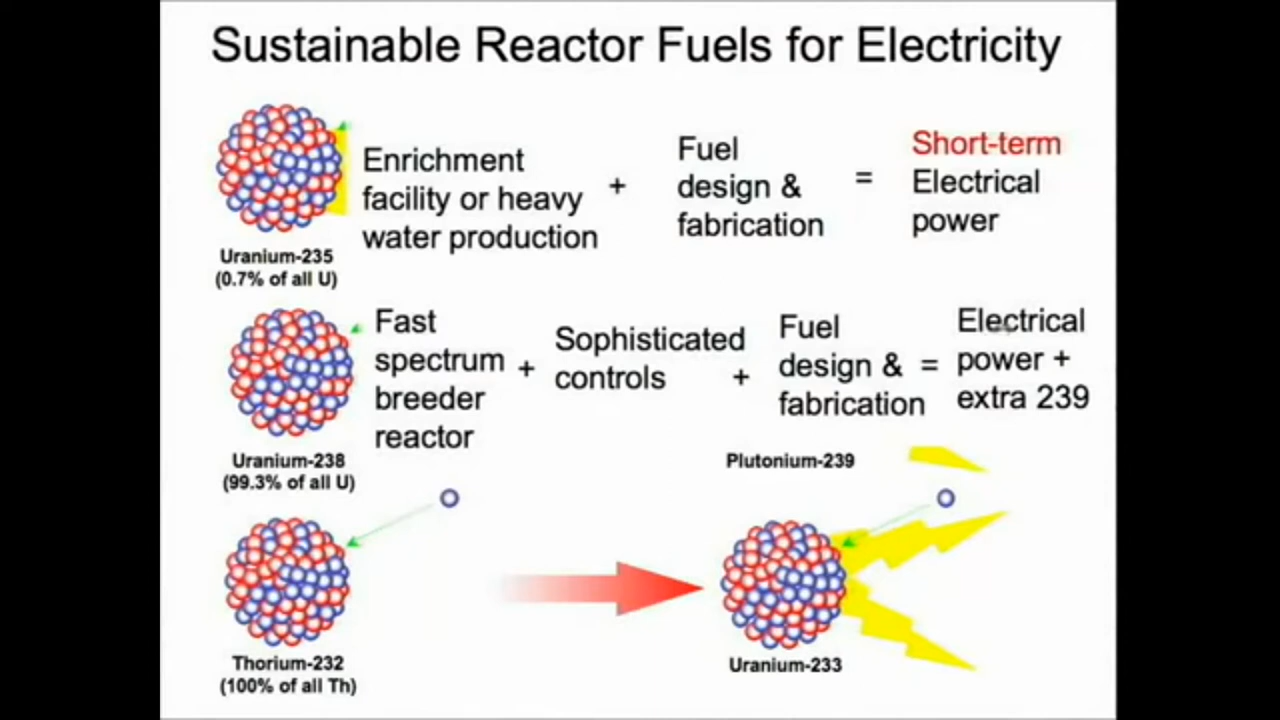 Sustainable Reactor Fuels for Electricity
Enrichment
facility or heavy
water production
+
Fuel
design &
fabrication
=
Short-term
Electrical
power
Uranium-235
(0.7% of all U)
Fast
spectrum
breeder
reactor
+
Sophisticated
controls
+
Fuel
design &
fabrication
=
Electrical
power +
extra 239
Uranium-238
(99.3% of all U)
Plutonium-239
Thorium-232
(100% of all Th)
Uranium-233